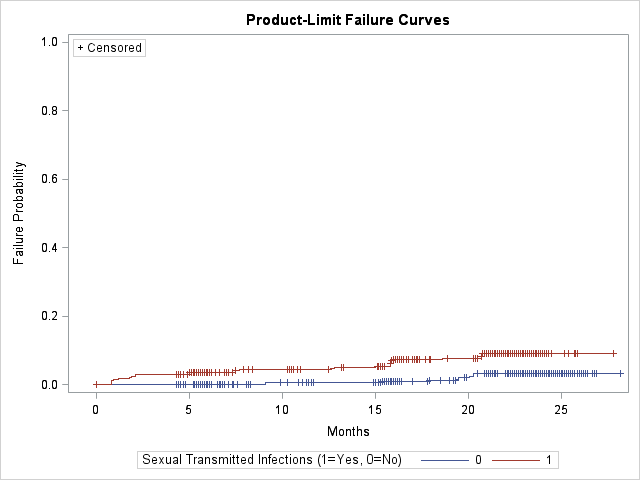 Product-Limit Failure Curves
+ Censored
1.0
0.8
0.6
0.4
0.2
0.0
Failure Probability
0 5 10 15 20 25
Months
Sexual Transmitted Infections (1=Yes, 0=No) 0 1